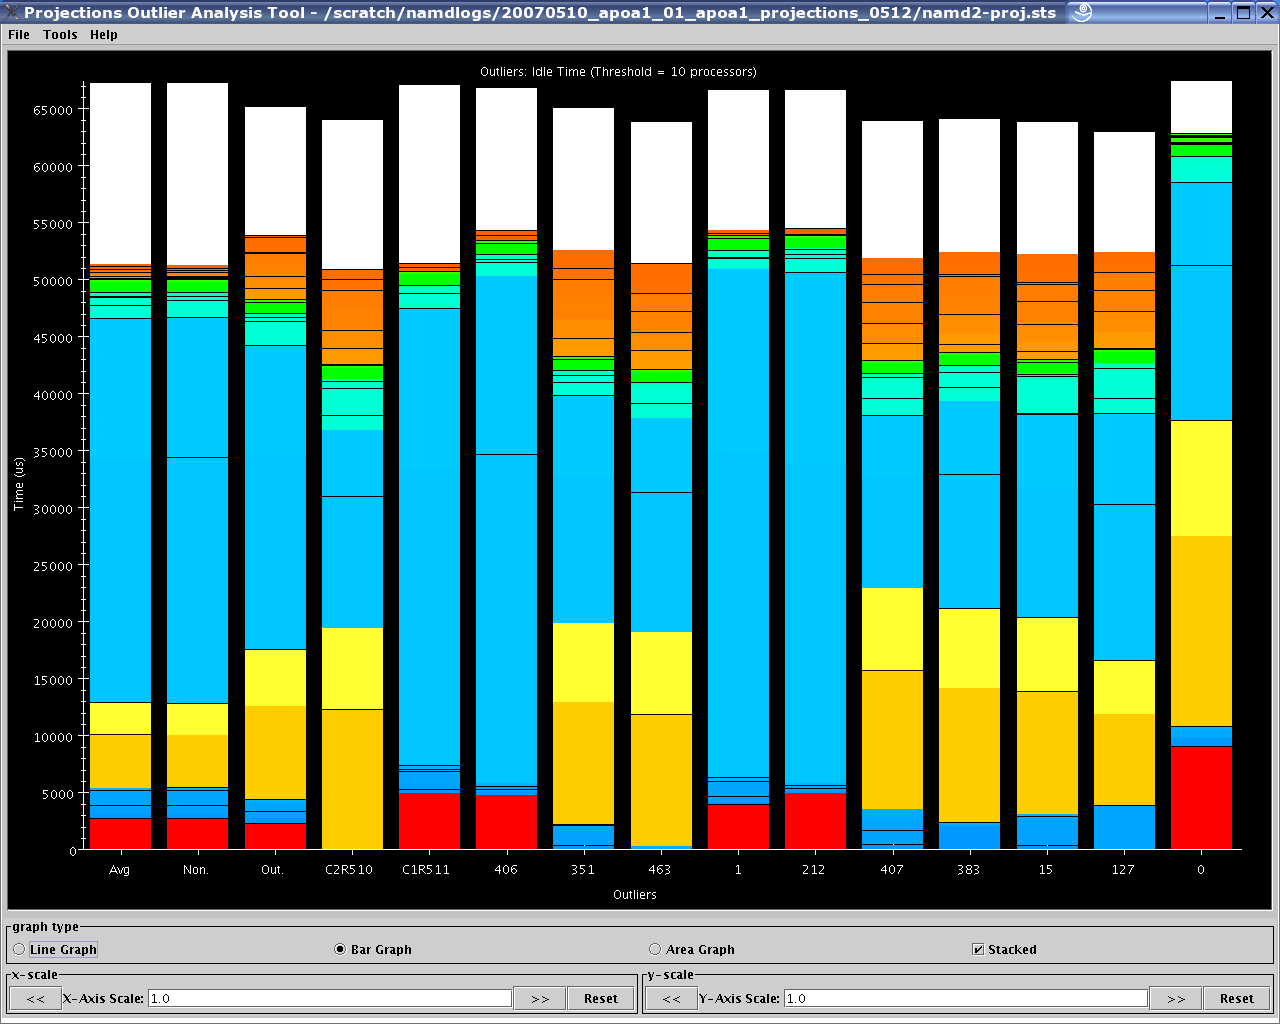 Projections Outlier Analysis Tool - /scratch/namdlogs/20070510_apoa1_01_apoa1_projections_0512/namd2-proj.sts
File Tools Help
Outliers: Idle Time (Threshold = 10 processors)
65000
60000
55000
50000
45000
40000
35000
30000
25000
20000
15000
10000
5000
0
Time (us)
Avg Non. Out. C2R510 C1R511 406 351 463 1 212 407 383 15 127 0
Outliers
graph type
Line Graph Bar Graph Area Graph Stacked
x-scale y-scale
<< X-Axis Scale: 1.0 >> Reset << Y-Axis Scale: 1.0 >> Reset